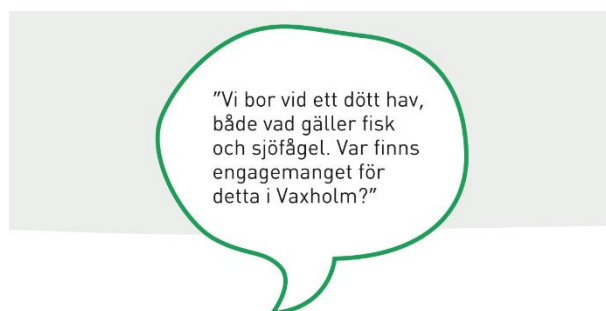 ”Vi bor vid ett dött hav,
både vad gäller fisk
och sjöfågel. Var finns
engagemanget för
detta i Vaxholm?”